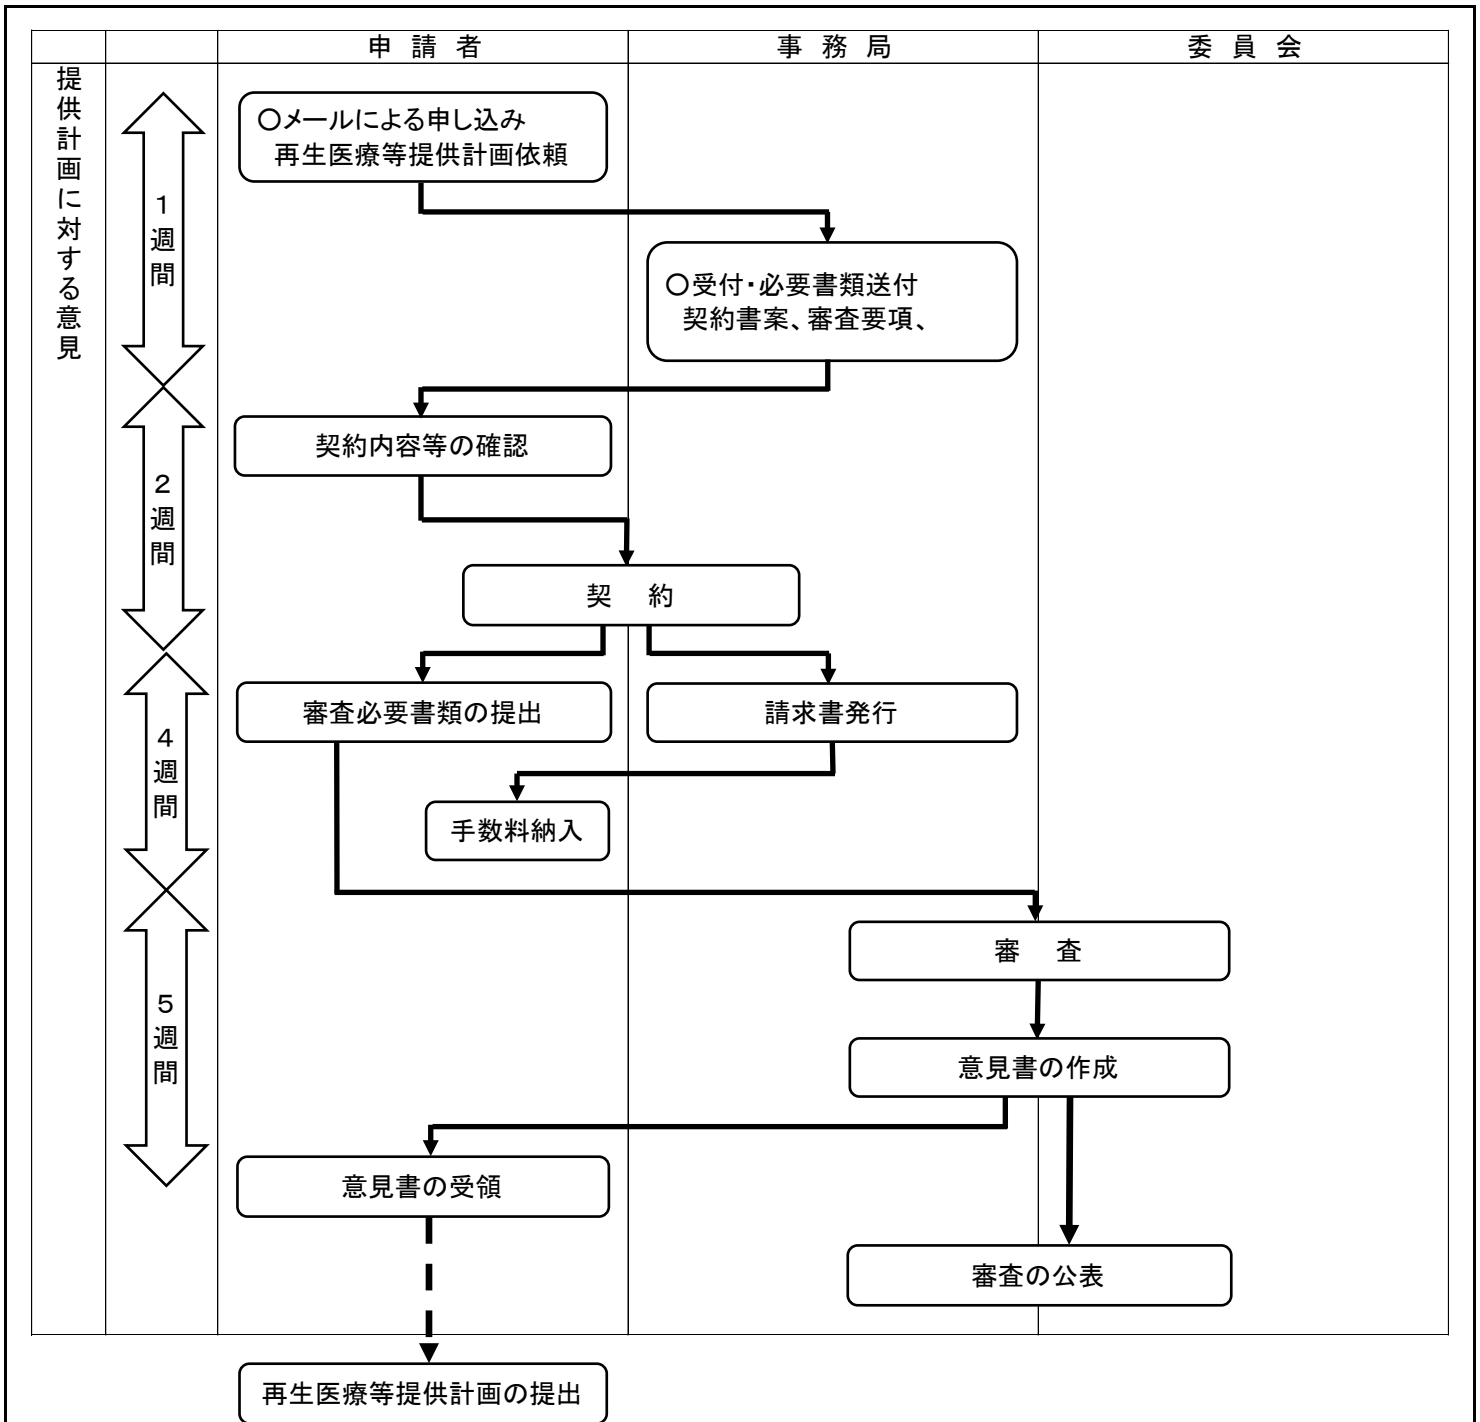 申 請 者
事 務 局
委 員 会
提供計画に対する意見
1週間
○メールによる申し込み
再生医療等提供計画依頼
○受付・必要書類送付
契約書案、審査要項、
2週間
契約内容等の確認
契 約
4週間
審査必要書類の提出
請求書発行
手数料納入
5週間
審 査
意見書の作成
意見書の受領
審査の公表
再生医療等提供計画の提出